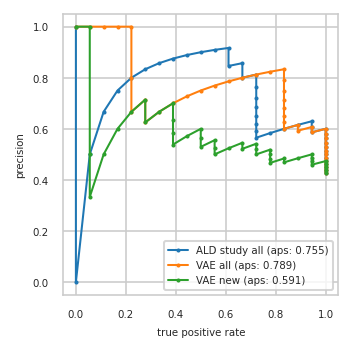 1.0
0.8
0.6
0.4
0.2
0.0
precision
0.0 0.2 0.4 0.6 0.8 1.0
true positive rate
ALD study all (aps: 0.755)
VAE all (aps: 0.789)
VAE new (aps: 0.591)